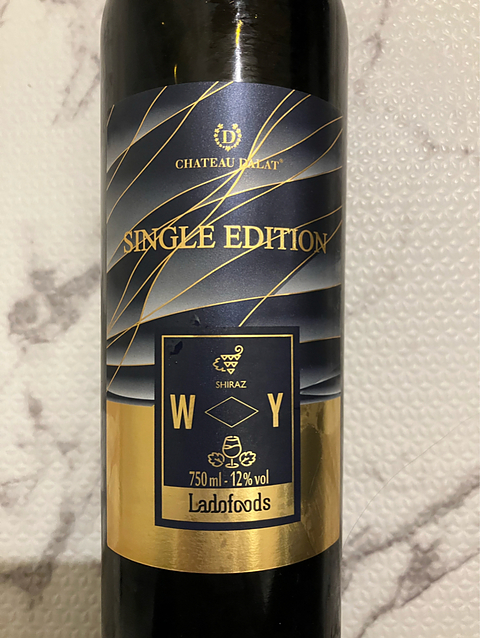 D
CHATEAU DALAT®
SINGLE EDITION
SHIRAZ
W Y
750 ml - 12% vol
Ladofoods